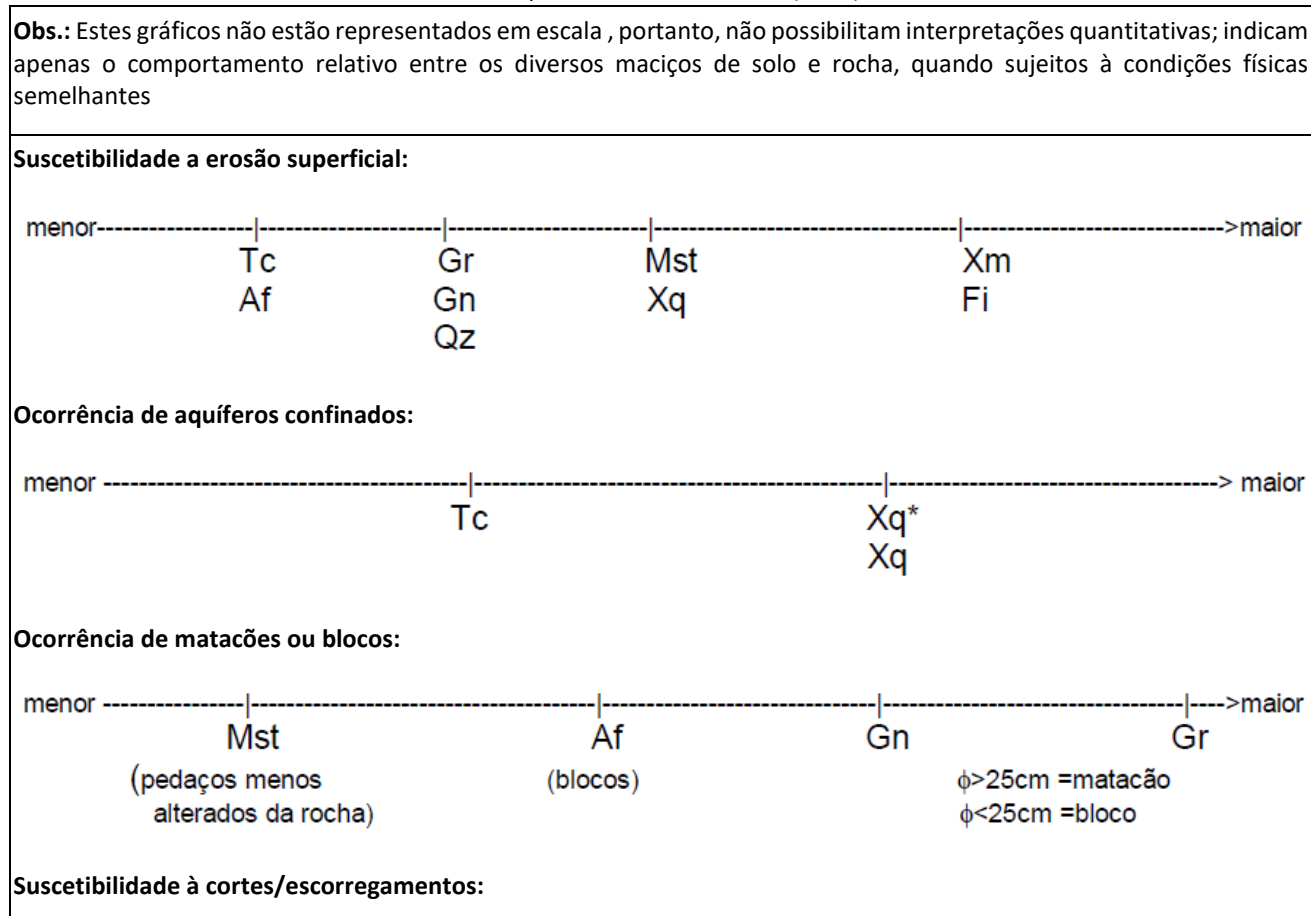 Obs.: Estes gráficos não estão representados em escala , portanto, não possibilitam interpretações quantitativas; indicam
apenas o comportamento relativo entre os diversos maciços de solo e rocha, quando sujeitos à condições físicas
semelhantes
Suscetibilidade a erosão superficial:
menor------------------|---------------------|-----------------------|-----------------------------------|------------------------------>maior
Tc Gr Mst Xm
Af Gn Xq Fi
Qz
Ocorrência de aquíferos confinados:
menor -----------------------------------------|----------------------------------------------|-------------------------------------> maior
Tc Xq*
Xq
Ocorrência de matacões ou blocos:
menor ----------------|---------------------------------------|-------------------------------|----------------------------------|---->maior
Mst Af Gn Gr
(pedaços menos (blocos) ϕ>25cm =matacão
alterados da rocha) ϕ<25cm =bloco
Suscetibilidade à cortes/escorregamentos: